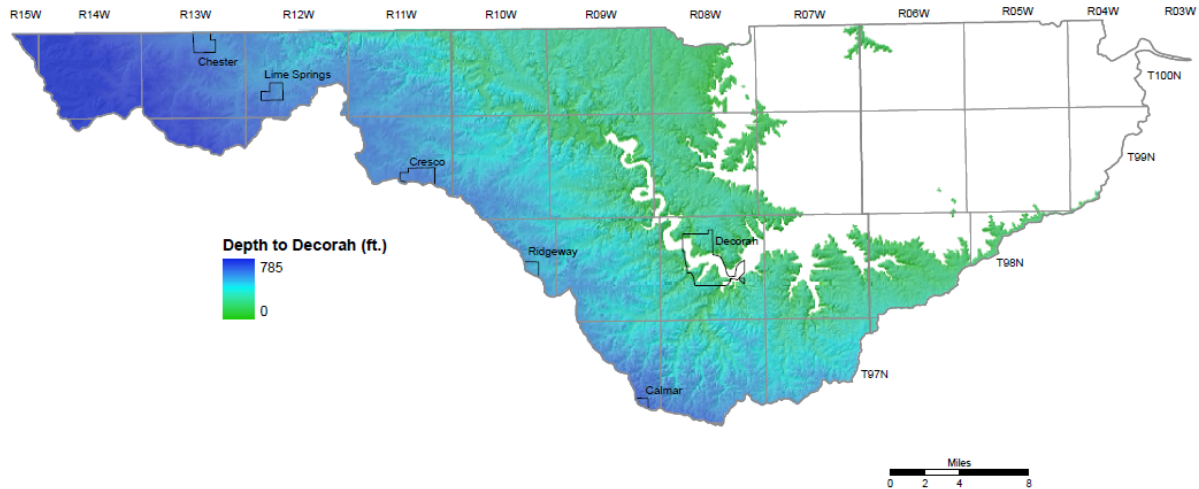 R15W R14W R13W R12W R11W R10W R09W R08W R07W R06W R05W R04W R03W
Chester
Lime Springs
T100N
T99N
Cresco
Decorah
Ridgeway
T98N
Depth to Decorah (ft.)
785
0
T97N
Calmar
Miles
0 2 4 8